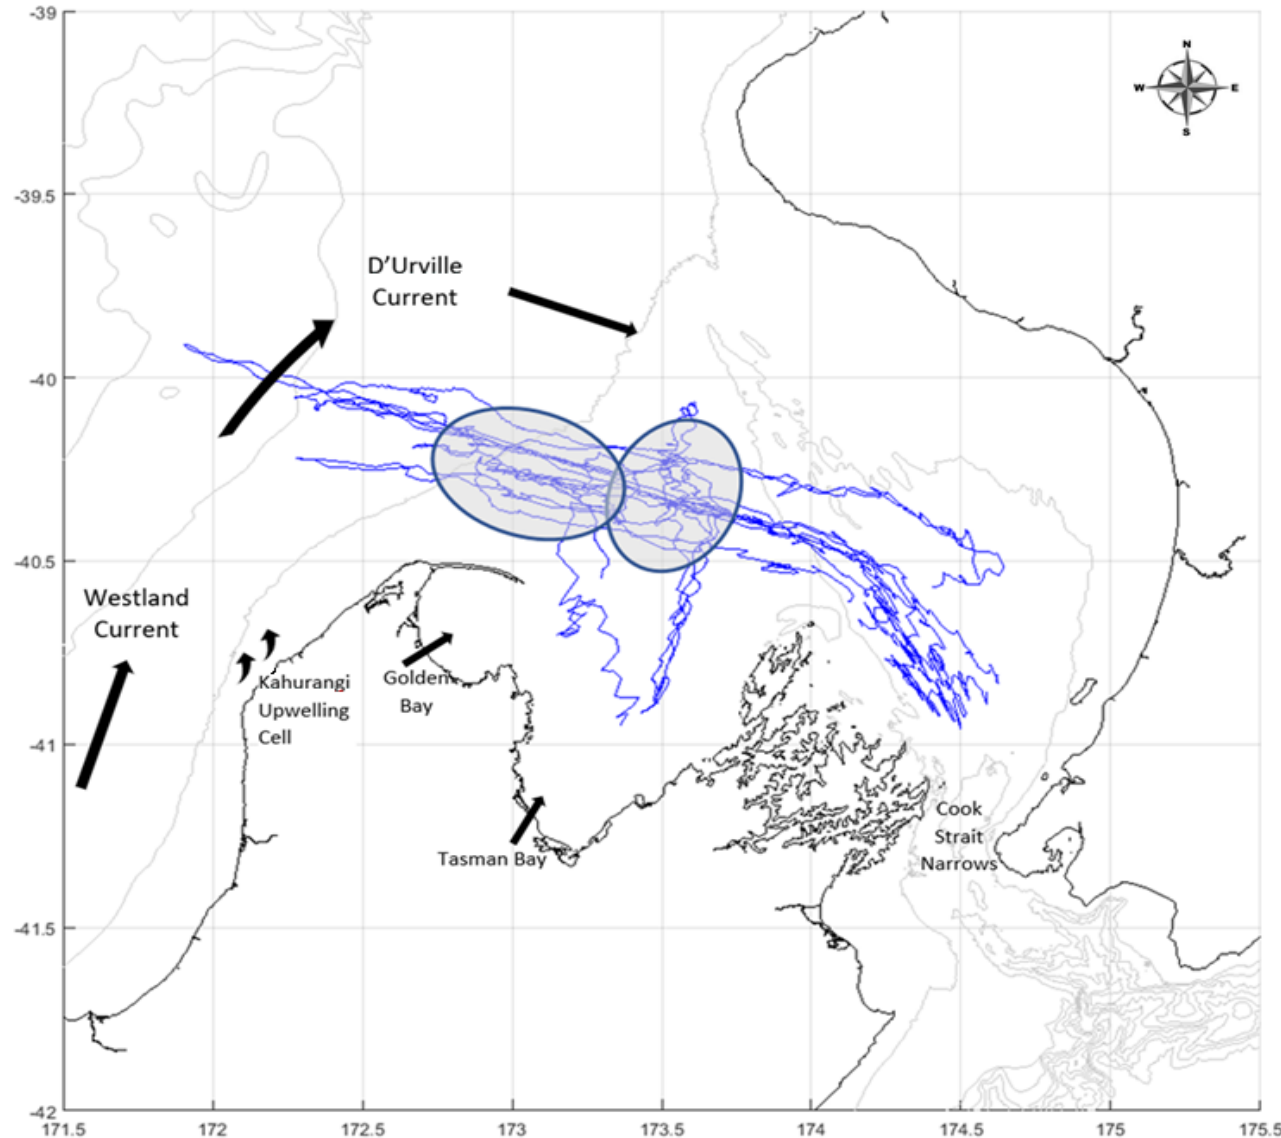 -39
N
W E
S
-39.5
D'Urville
Current
-40
-40.5
Westland
Current
Kahurangi
Upwelling
Cell
Golden
Bay
-41
Cook
Strait
Narrows
Tasman Bay
-41.5
-42
171.5 172 172.5 173 173.5 174 174.5 175 175.5